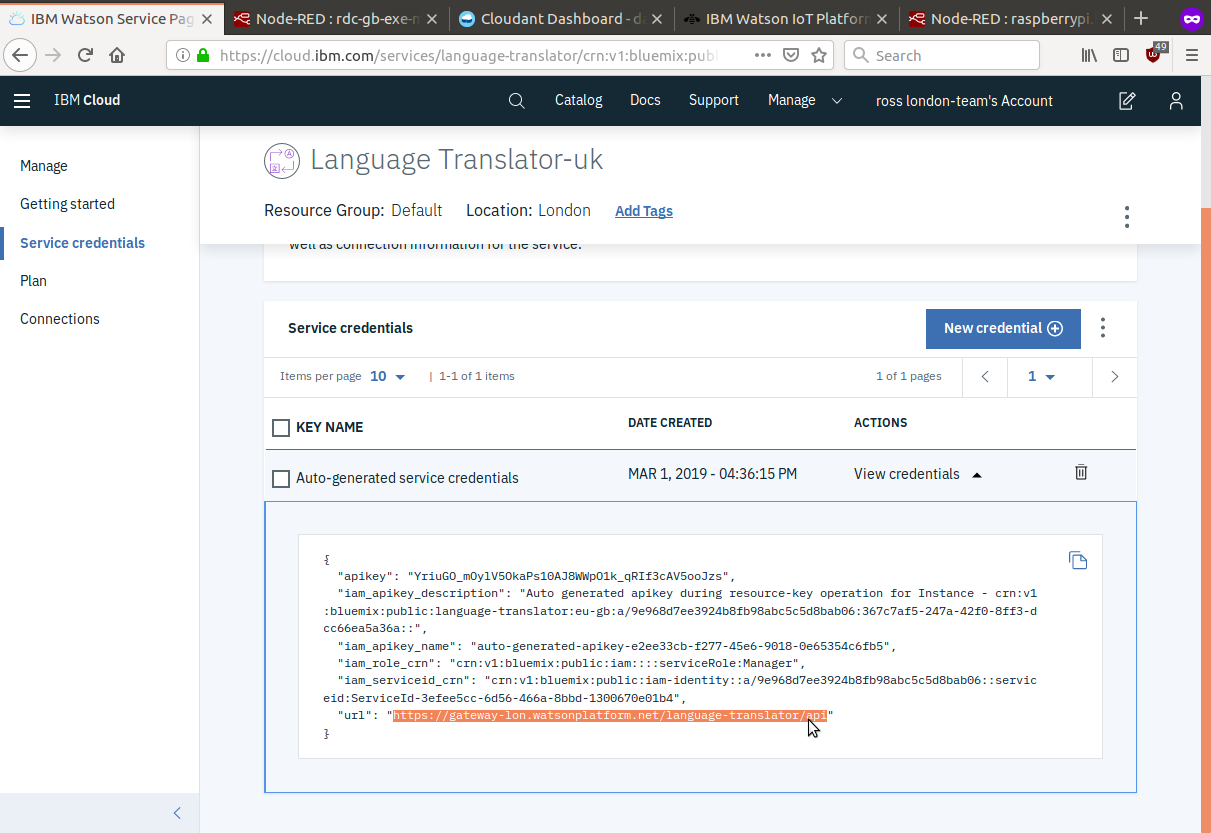 IBM Watson Service Pag
Node-RED : rdc-gb-exe-n
Cloudant Dashboard - d
IBM Watson IoT Platform
Node-RED : raspberrypi.
https://cloud.ibm.com/services/language-translator/crn:v1:bluemix:pub
Search
49
IBM Cloud
Catalog
Docs
Support
Manage
ross london-team's Account
Manage
Getting started
Service credentials
Plan
Connections
Language Translator-uk
Resource Group: Default
Location: London
Add Tags
well as connection information for the service.
Service credentials
New credential
Items per page 10
| 1-1 of 1 items
1 of 1 pages
1
KEY NAME
DATE CREATED
ACTIONS
Auto-generated service credentials
MAR 1, 2019 - 04:36:15 PM
View credentials
{
"apikey": "YriuGO_mOylV5OkaPs10AJ8WWpO1k_qRIf3cAV5ooJzs",
"iam_apikey_description": "Auto generated apikey during resource-key operation for Instance - crn:v1
:bluemix:public:language-translator:eu-gb:a/9e968d7ee3924b8fb98abc5c5d8bab06:367c7af5-247a-42f0-8ff3-d
cc66ea5a36a::",
"iam_apikey_name": "auto-generated-apikey-e2ee33cb-f277-45e6-9018-0e65354c6fb5",
"iam_role_crn": "crn:v1:bluemix:public:iam::::serviceRole:Manager",
"iam_serviceid_crn": "crn:v1:bluemix:public:iam-identity::a/9e968d7ee3924b8fb98abc5c5d8bab06::servic
eid:ServiceId-3efee5cc-6d56-466a-8bbd-1300670e01b4",
"url": "https://gateway-lon.watsonplatform.net/language-translator/api"
}